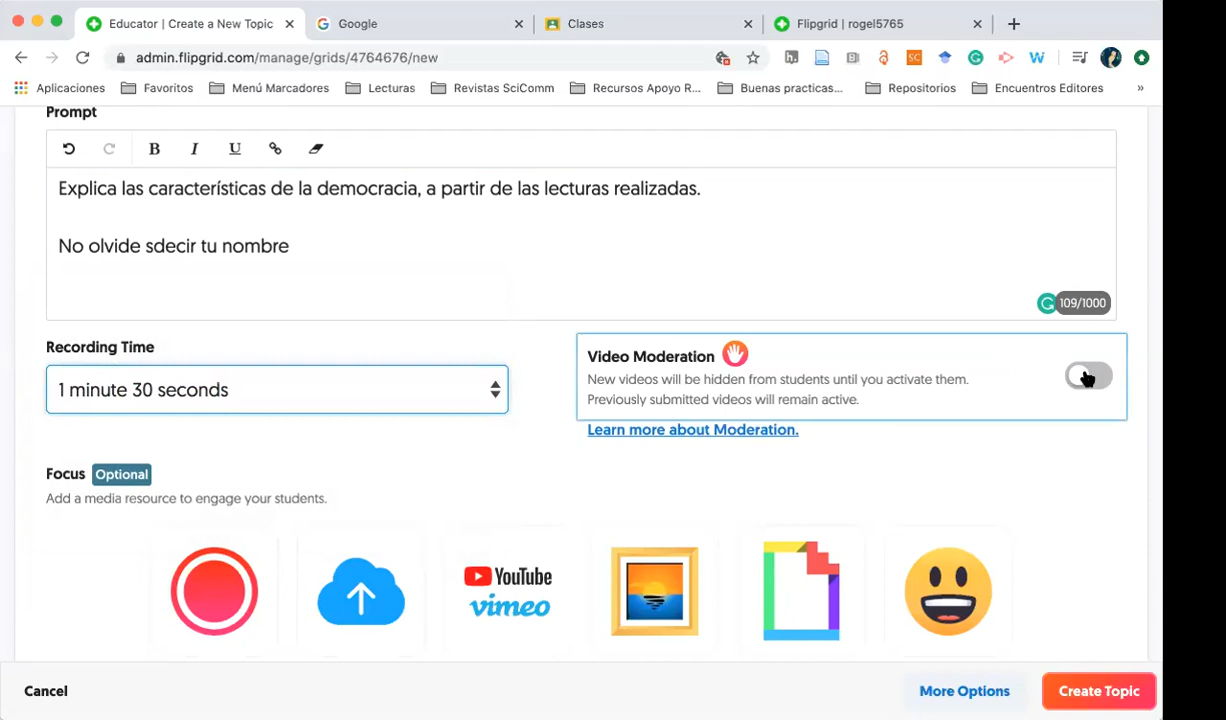 Educator | Create a New Topic
Google
Clases
Flipgrid | rogel5765
admin.flipgrid.com/manage/grids/4764676/new
Aplicaciones Favoritos Menú Marcadores Lecturas Revistas SciComm Recursos Apoyo R... Buenas practicas... Repositorios Encuentros Editores »
Prompt
B I U
Explica las características de la democracia, a partir de las lecturas realizadas.
No olvide sdecir tu nombre
109/1000
Recording Time
1 minute 30 seconds
Video Moderation
New videos will be hidden from students until you activate them.
Previously submitted videos will remain active.
Learn more about Moderation.
Focus Optional
Add a media resource to engage your students.
YouTube
vimeo
Cancel
More Options
Create Topic